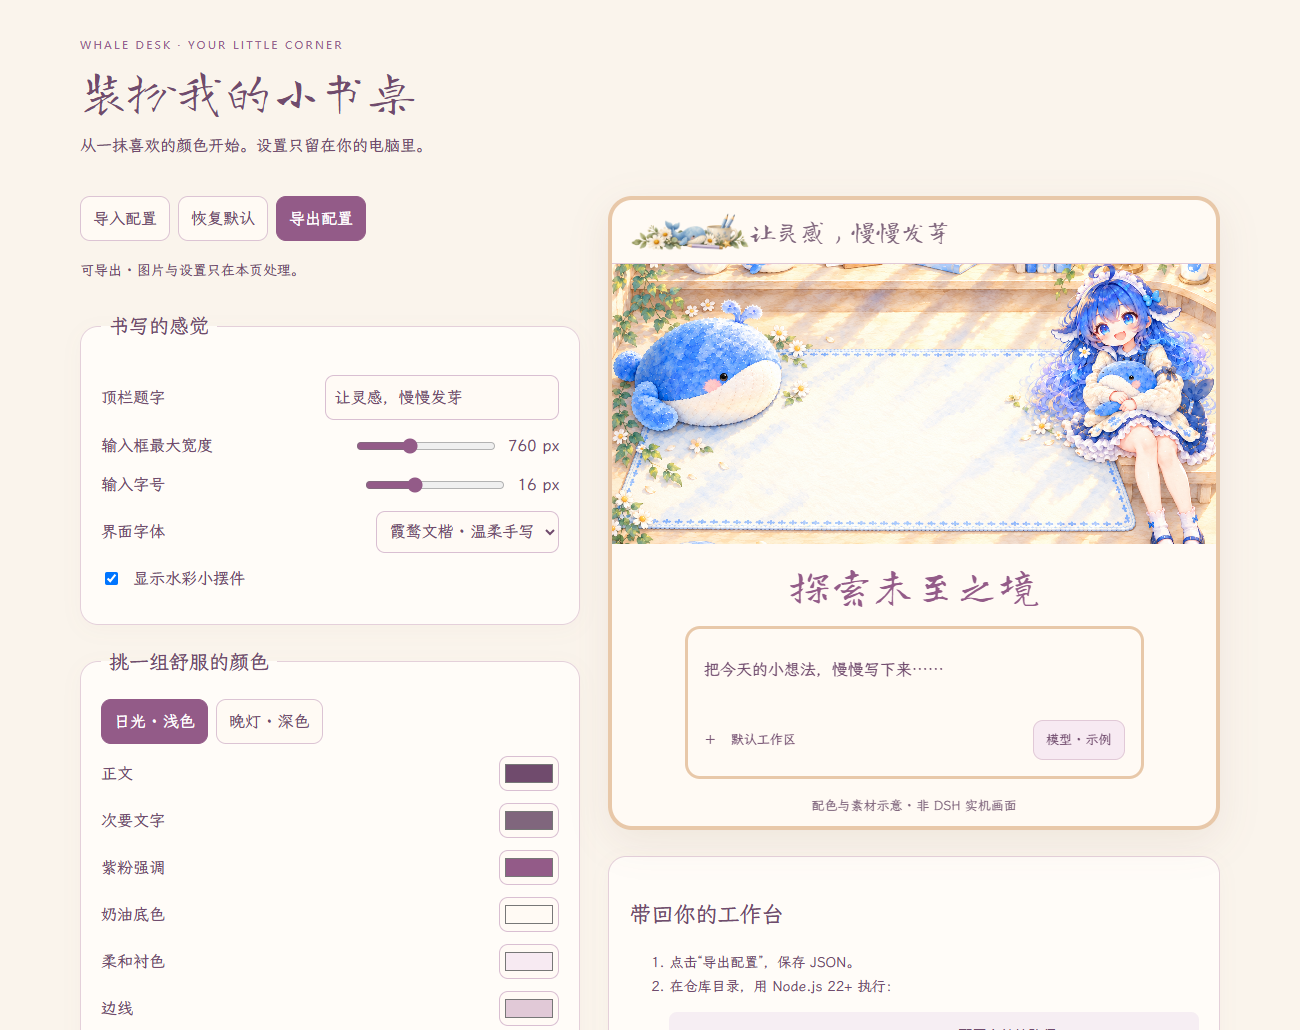 WHALE DESK · YOUR LITTLE CORNER
装扮我的小书桌
从一抹喜欢的颜色开始。设置只留在你的电脑里。
导入配置
恢复默认
导出配置
可导出・图片与设置只在本页处理。
书写的感觉
顶栏题字
让灵感，慢慢发芽
输入框最大宽度
760 px
输入字号
16 px
界面字体
霞鹜文楷・温柔手写
显示水彩小摆件
挑一组舒服的颜色
日光・浅色
晚灯・深色
正文
次要文字
紫粉强调
奶油底色
柔和衬色
边线
让灵感，慢慢发芽
探索未至之境
把今天的小想法，慢慢写下来……
+ 默认工作区
模型・示例
配色与素材示意・非 DSH 实机画面
带回你的工作台
1. 点击“导出配置”，保存 JSON。
2. 在仓库目录，用 Node.js 22+ 执行：